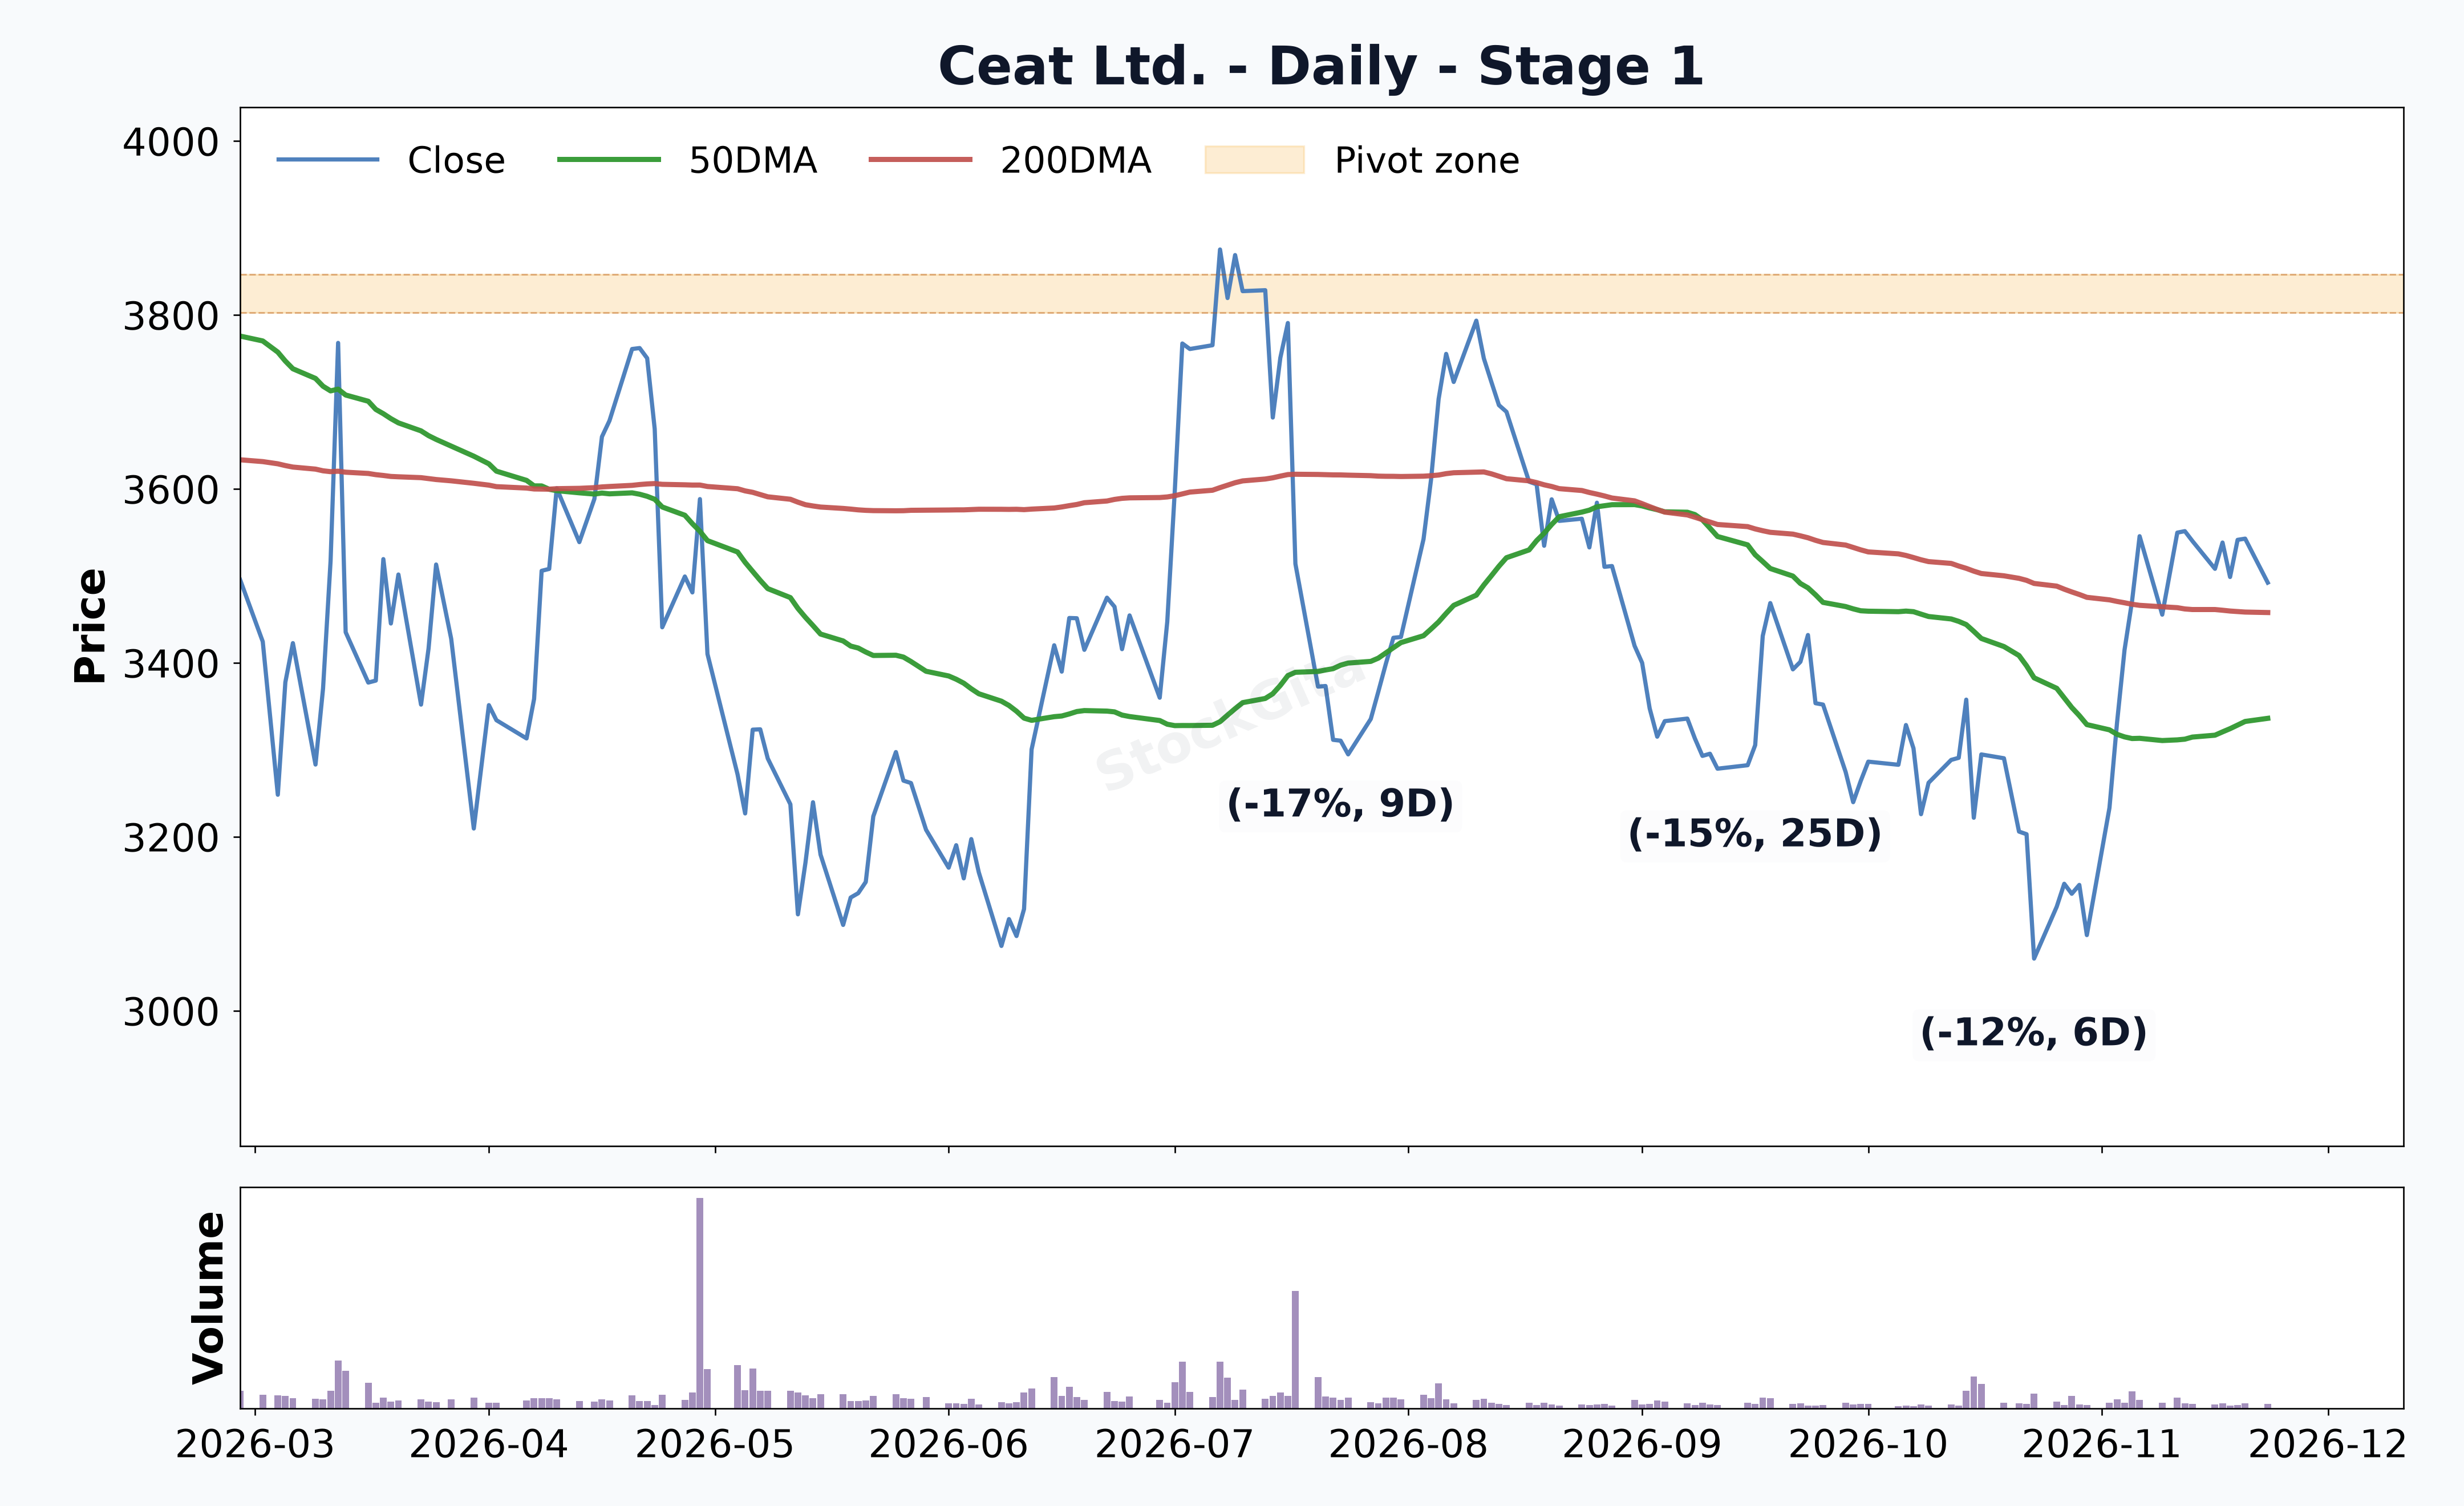 Ceat Ltd. - Daily - Stage 1
Close 50DMA 200DMA Pivot zone
Price
4000
3800
3600
3400
3200
3000
StockGita
(-17%, 9D)
(-15%, 25D)
(-12%, 6D)
Volume
2026-03 2026-04 2026-05 2026-06 2026-07 2026-08 2026-09 2026-10 2026-11 2026-12